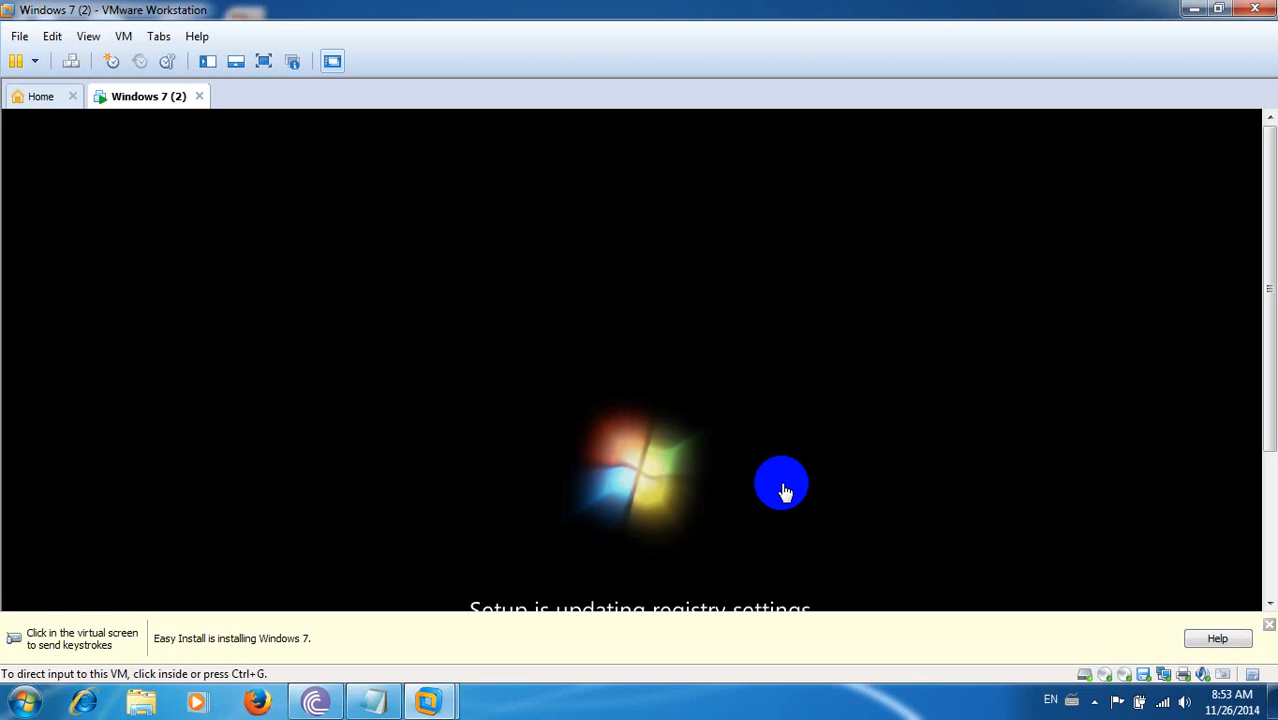 Windows 7 (2) - VMware Workstation
File Edit View VM Tabs Help
Home Windows 7 (2)
Setup is updating registry settings
Click in the virtual screen
to send keystrokes
Easy Install is installing Windows 7.
Help
To direct input to this VM, click inside or press Ctrl+G.
EN
8:53 AM
11/26/2014